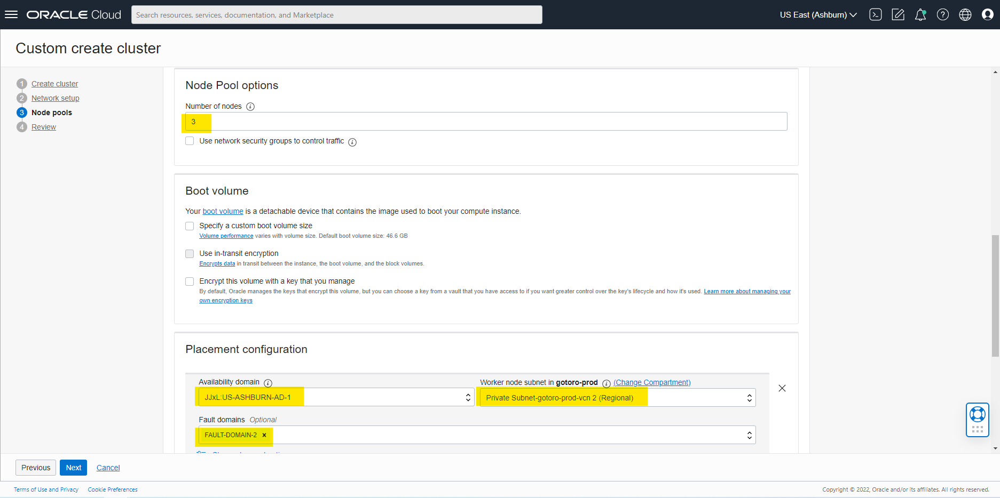 ORACLE Cloud
Search resources, services, documentation, and Marketplace
US East (Ashburn)
Custom create cluster
1 Create cluster
2 Network setup
3 Node pools
4 Review
Node Pool options
Number of nodes
3
Use network security groups to control traffic
Boot volume
Your boot volume is a detachable device that contains the image used to boot your compute instance.
Specify a custom boot volume size
Volume performance varies with volume size. Default boot volume size: 46.6 GB
Use in-transit encryption
Encrypts data in transit between the instance, the boot volume, and the block volumes.
Encrypt this volume with a key that you manage
By default, Oracle manages the keys that encrypt this volume, but you can choose a key from a vault that you have access to if you want greater control over the key's lifecycle and how it's used. Learn more about managing your
own encryption keys
Placement configuration
Availability domain
Worker node subnet in gotoro-prod (Change Compartment)
JJxL:US-ASHBURN-AD-1
Private Subnet-gotoro-prod-vcn 2 (Regional)
Fault domains Optional
FAULT-DOMAIN-2 ×
Previous
Next
Cancel
Terms of Use and Privacy
Cookie Preferences
Copyright © 2022, Oracle and/or its affiliates. All rights reserved.